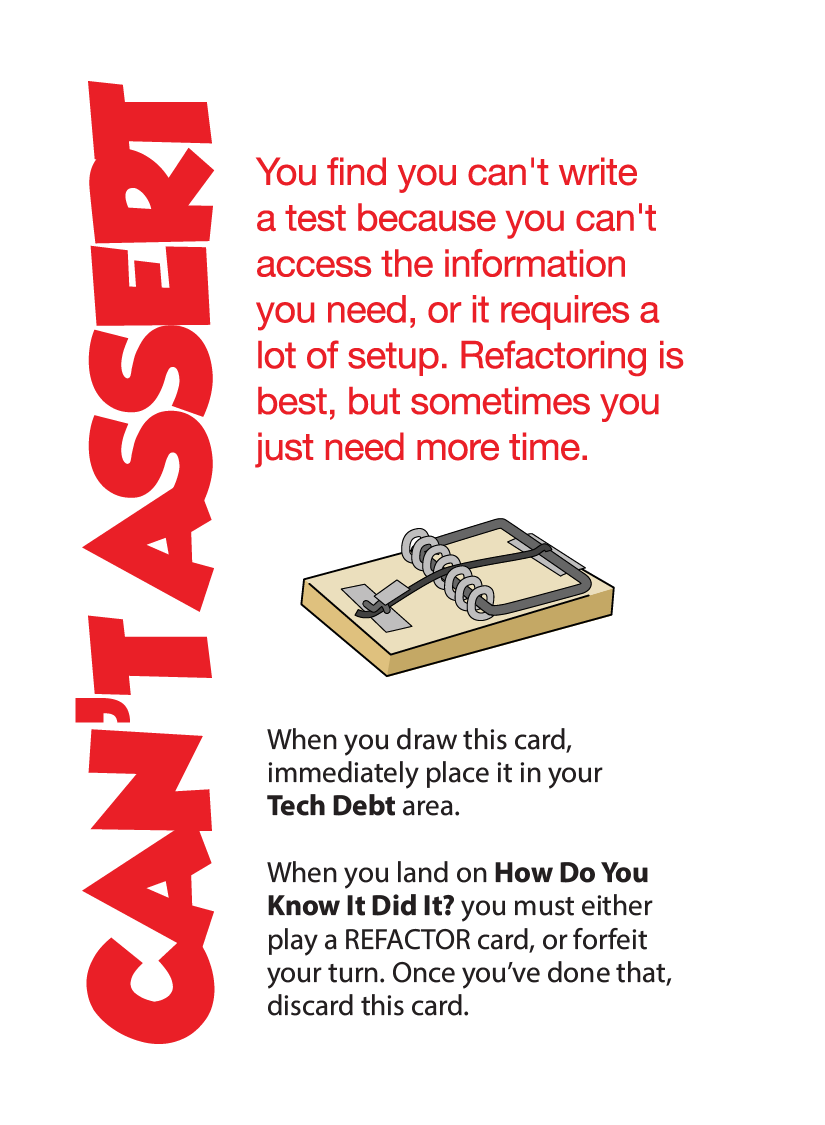 CAN'T ASSERT
You find you can't write
a test because you can't
access the information
you need, or it requires a
lot of setup. Refactoring is
best, but sometimes you
just need more time.
When you draw this card,
immediately place it in your
Tech Debt area.
When you land on How Do You
Know It Did It? you must either
play a REFACTOR card, or forfeit
your turn. Once you’ve done that,
discard this card.